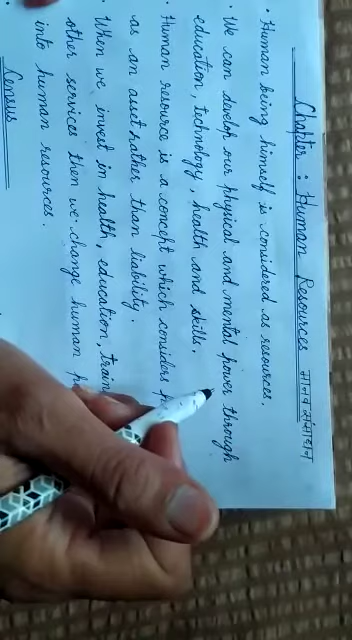 Chapter : Human Resources मानव संसाधन
• Human being himself is considered as resources.
• We can develop our physical and mental power through
education, technology, health and skills.
• Human resource is a concept which considers
as an asset rather than liability.
• When we invest in health, education, train
other services then we change human
into human resources.
Census